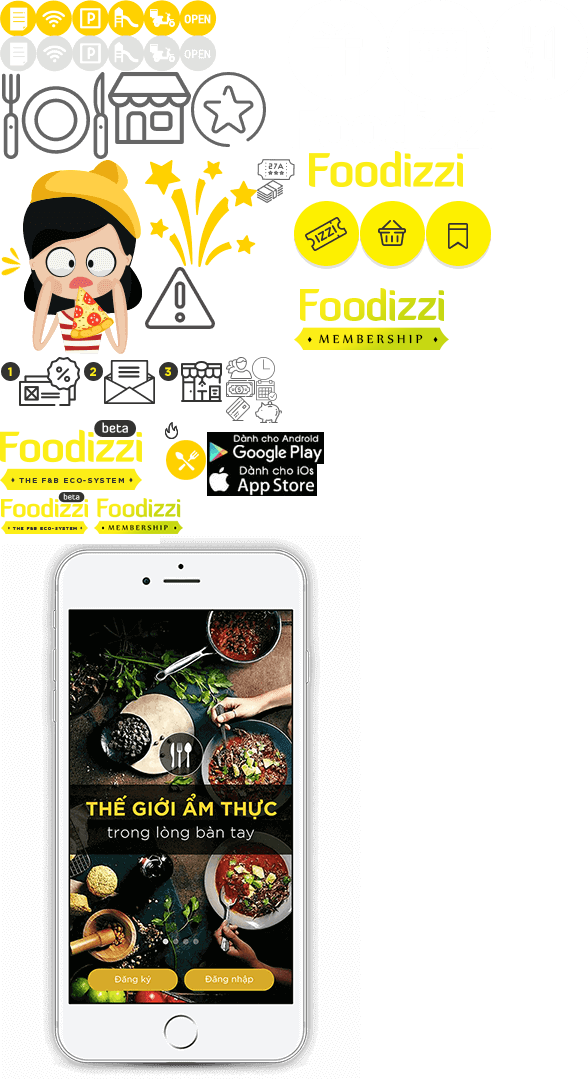 P
OPEN
P
OPEN
27A
Foodizzi
IZZI
Foodizzi
MEMBERSHIP
1
%
2
3
beta
Foodizzi
THE F&B ECO-SYSTEM
Dành cho Android
Google Play
Dành cho iOs
App Store
beta
Foodizzi
THE F&B ECO-SYSTEM
Foodizzi
MEMBERSHIP
THẾ GIỚI ẨM THỰC
trong lòng bàn tay
Đăng ký
Đăng nhập